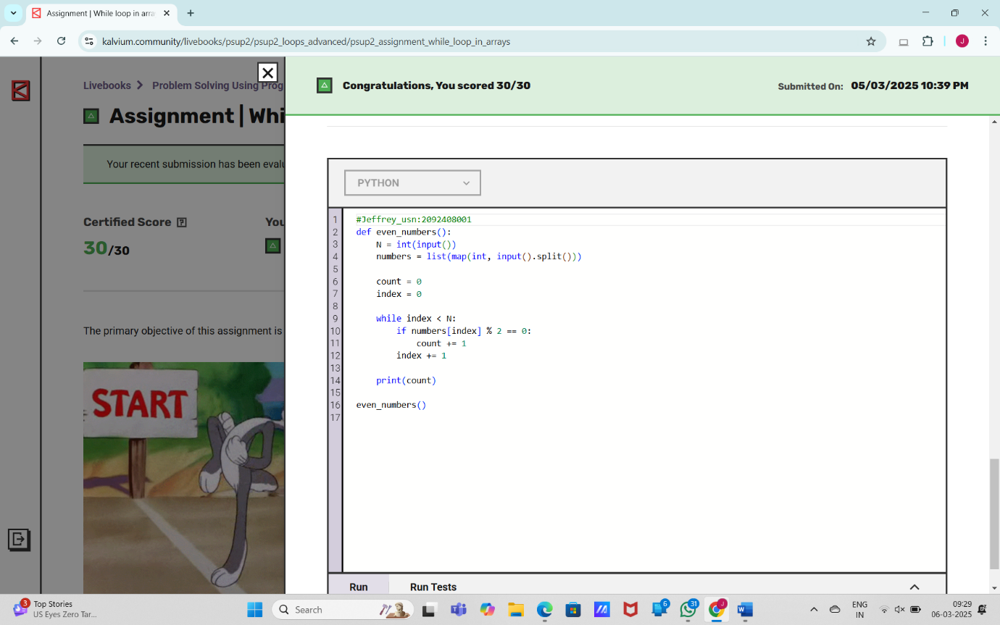 Assignment | While loop in arra
kalvium.community/livebooks/psup2/psup2_loops_advanced/psup2_assignment_while_loop_in_arrays
J
Livebooks > Problem Solving Using Prog
Assignment | Whi
Your recent submission has been evalu
Certified Score ?
You
30/30
The primary objective of this assignment is
START
Congratulations, You scored 30/30
Submitted On: 05/03/2025 10:39 PM
PYTHON
1 #Jeffrey_usn:2092408001
2 def even_numbers():
3 N = int(input())
4 numbers = list(map(int, input().split()))
5
6 count = 0
7 index = 0
8
9 while index < N:
10 if numbers[index] % 2 == 0:
11 count += 1
12 index += 1
13
14 print(count)
15
16 even_numbers()
17
Run Run Tests
3 Top Stories
US Eyes Zero Tar...
Search
6
31
J
W
ENG
IN
09:29
06-03-2025